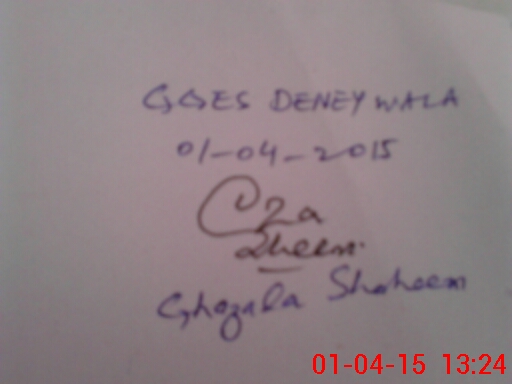 GGES DENEYWALA
01-04-2015
Ghazala Shaheen
01-04-15 13:24